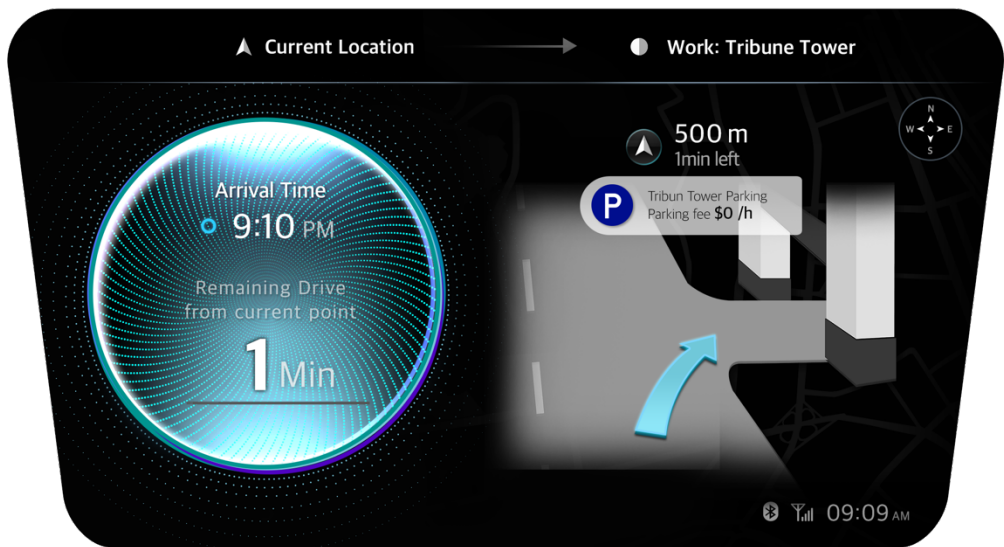 Current Location
Work: Tribune Tower
N
W E
S
500 m
1min left
P
Tribun Tower Parking
Parking fee $0 /h
Arrival Time
9:10 PM
Remaining Drive
from current point
1 Min
09:09 AM